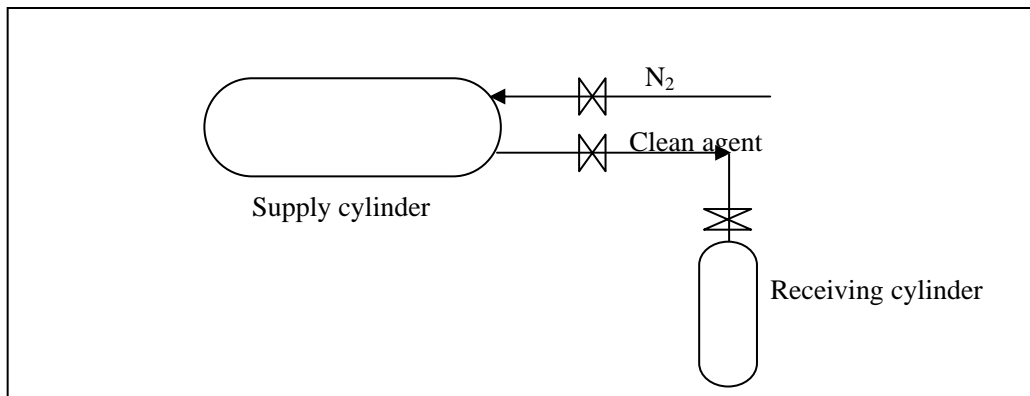 N₂
Clean agent
Supply cylinder
Receiving cylinder